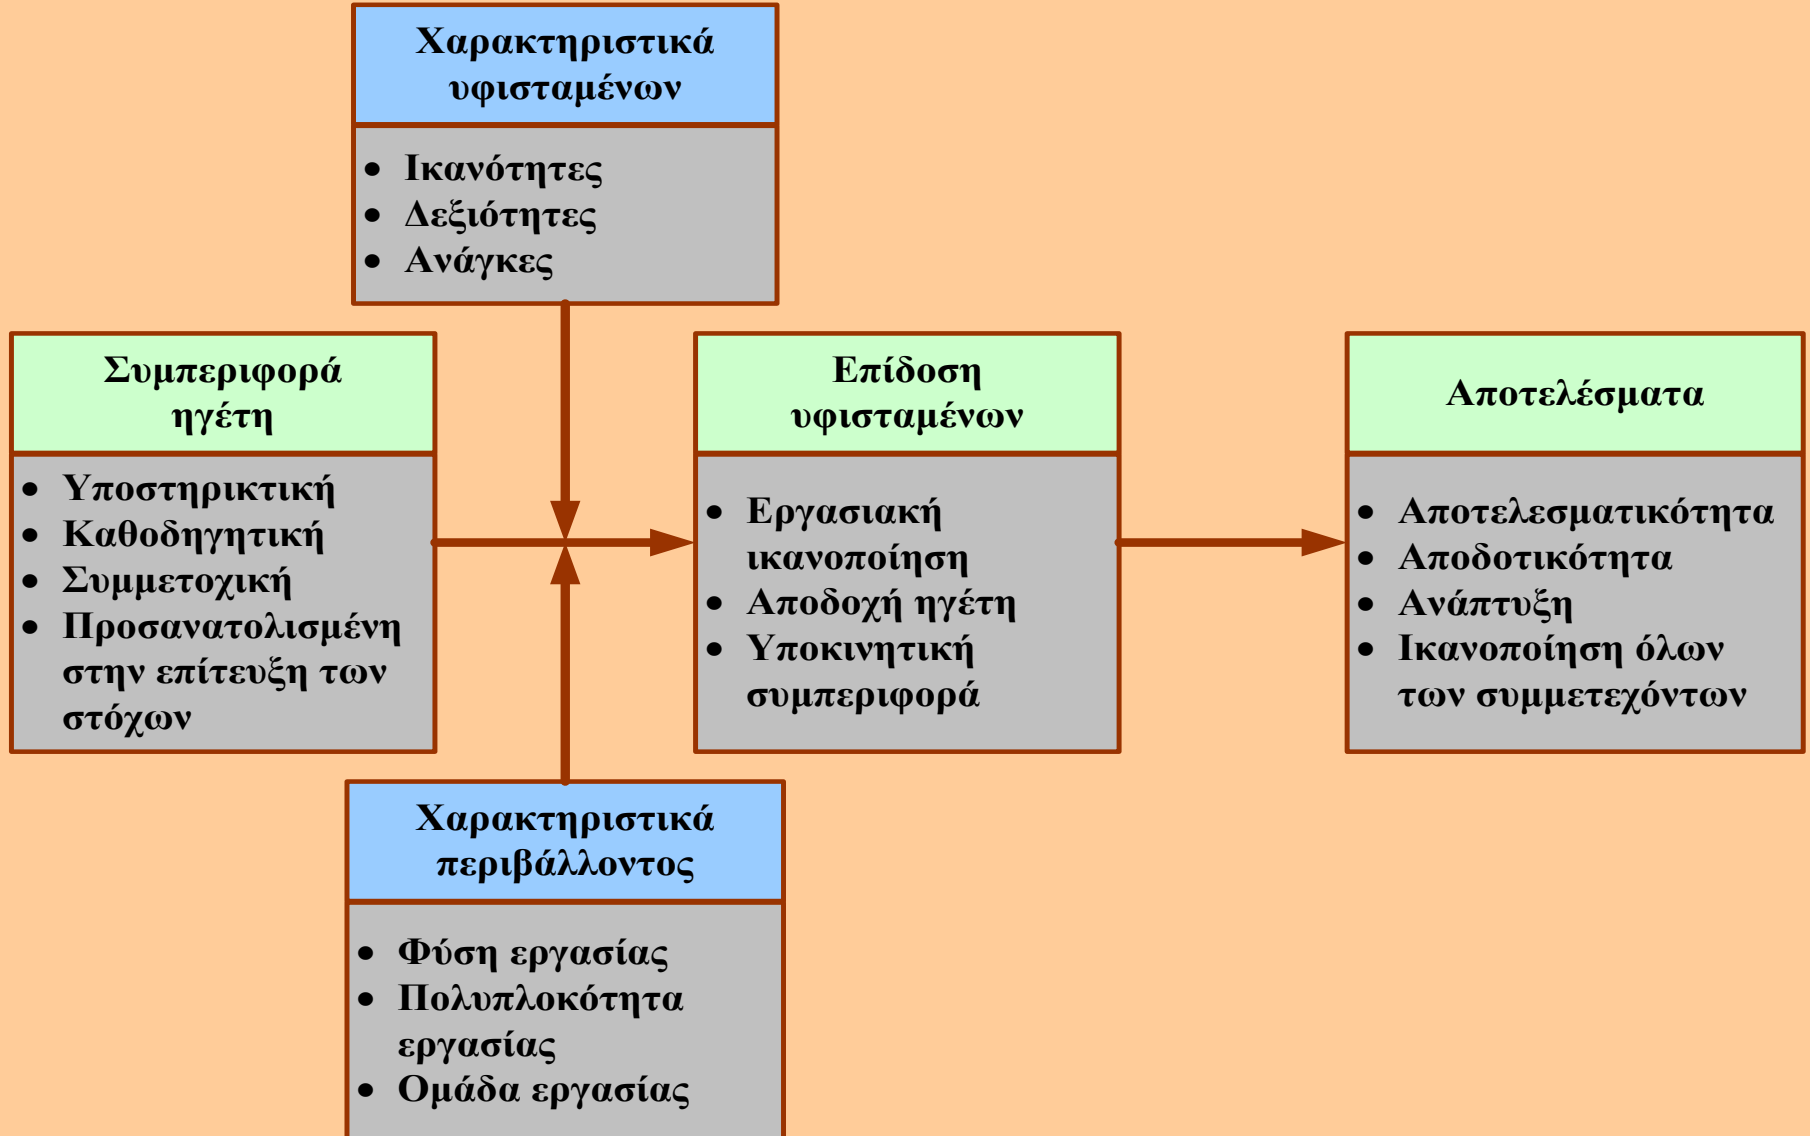 Χαρακτηριστικά
υφισταμένων
• Ικανότητες
• Δεξιότητες
• Ανάγκες
Συμπεριφορά
ηγέτη
• Υποστηρικτική
• Καθοδηγητική
• Συμμετοχική
• Προσανατολισμένη
στην επίτευξη των
στόχων
Επίδοση
υφισταμένων
• Εργασιακή
ικανοποίηση
• Αποδοχή ηγέτη
• Υποκινητική
συμπεριφορά
Αποτελέσματα
• Αποτελεσματικότητα
• Αποδοτικότητα
• Ανάπτυξη
• Ικανοποίηση όλων
των συμμετεχόντων
Χαρακτηριστικά
περιβάλλοντος
• Φύση εργασίας
• Πολυπλοκότητα
εργασίας
• Ομάδα εργασίας